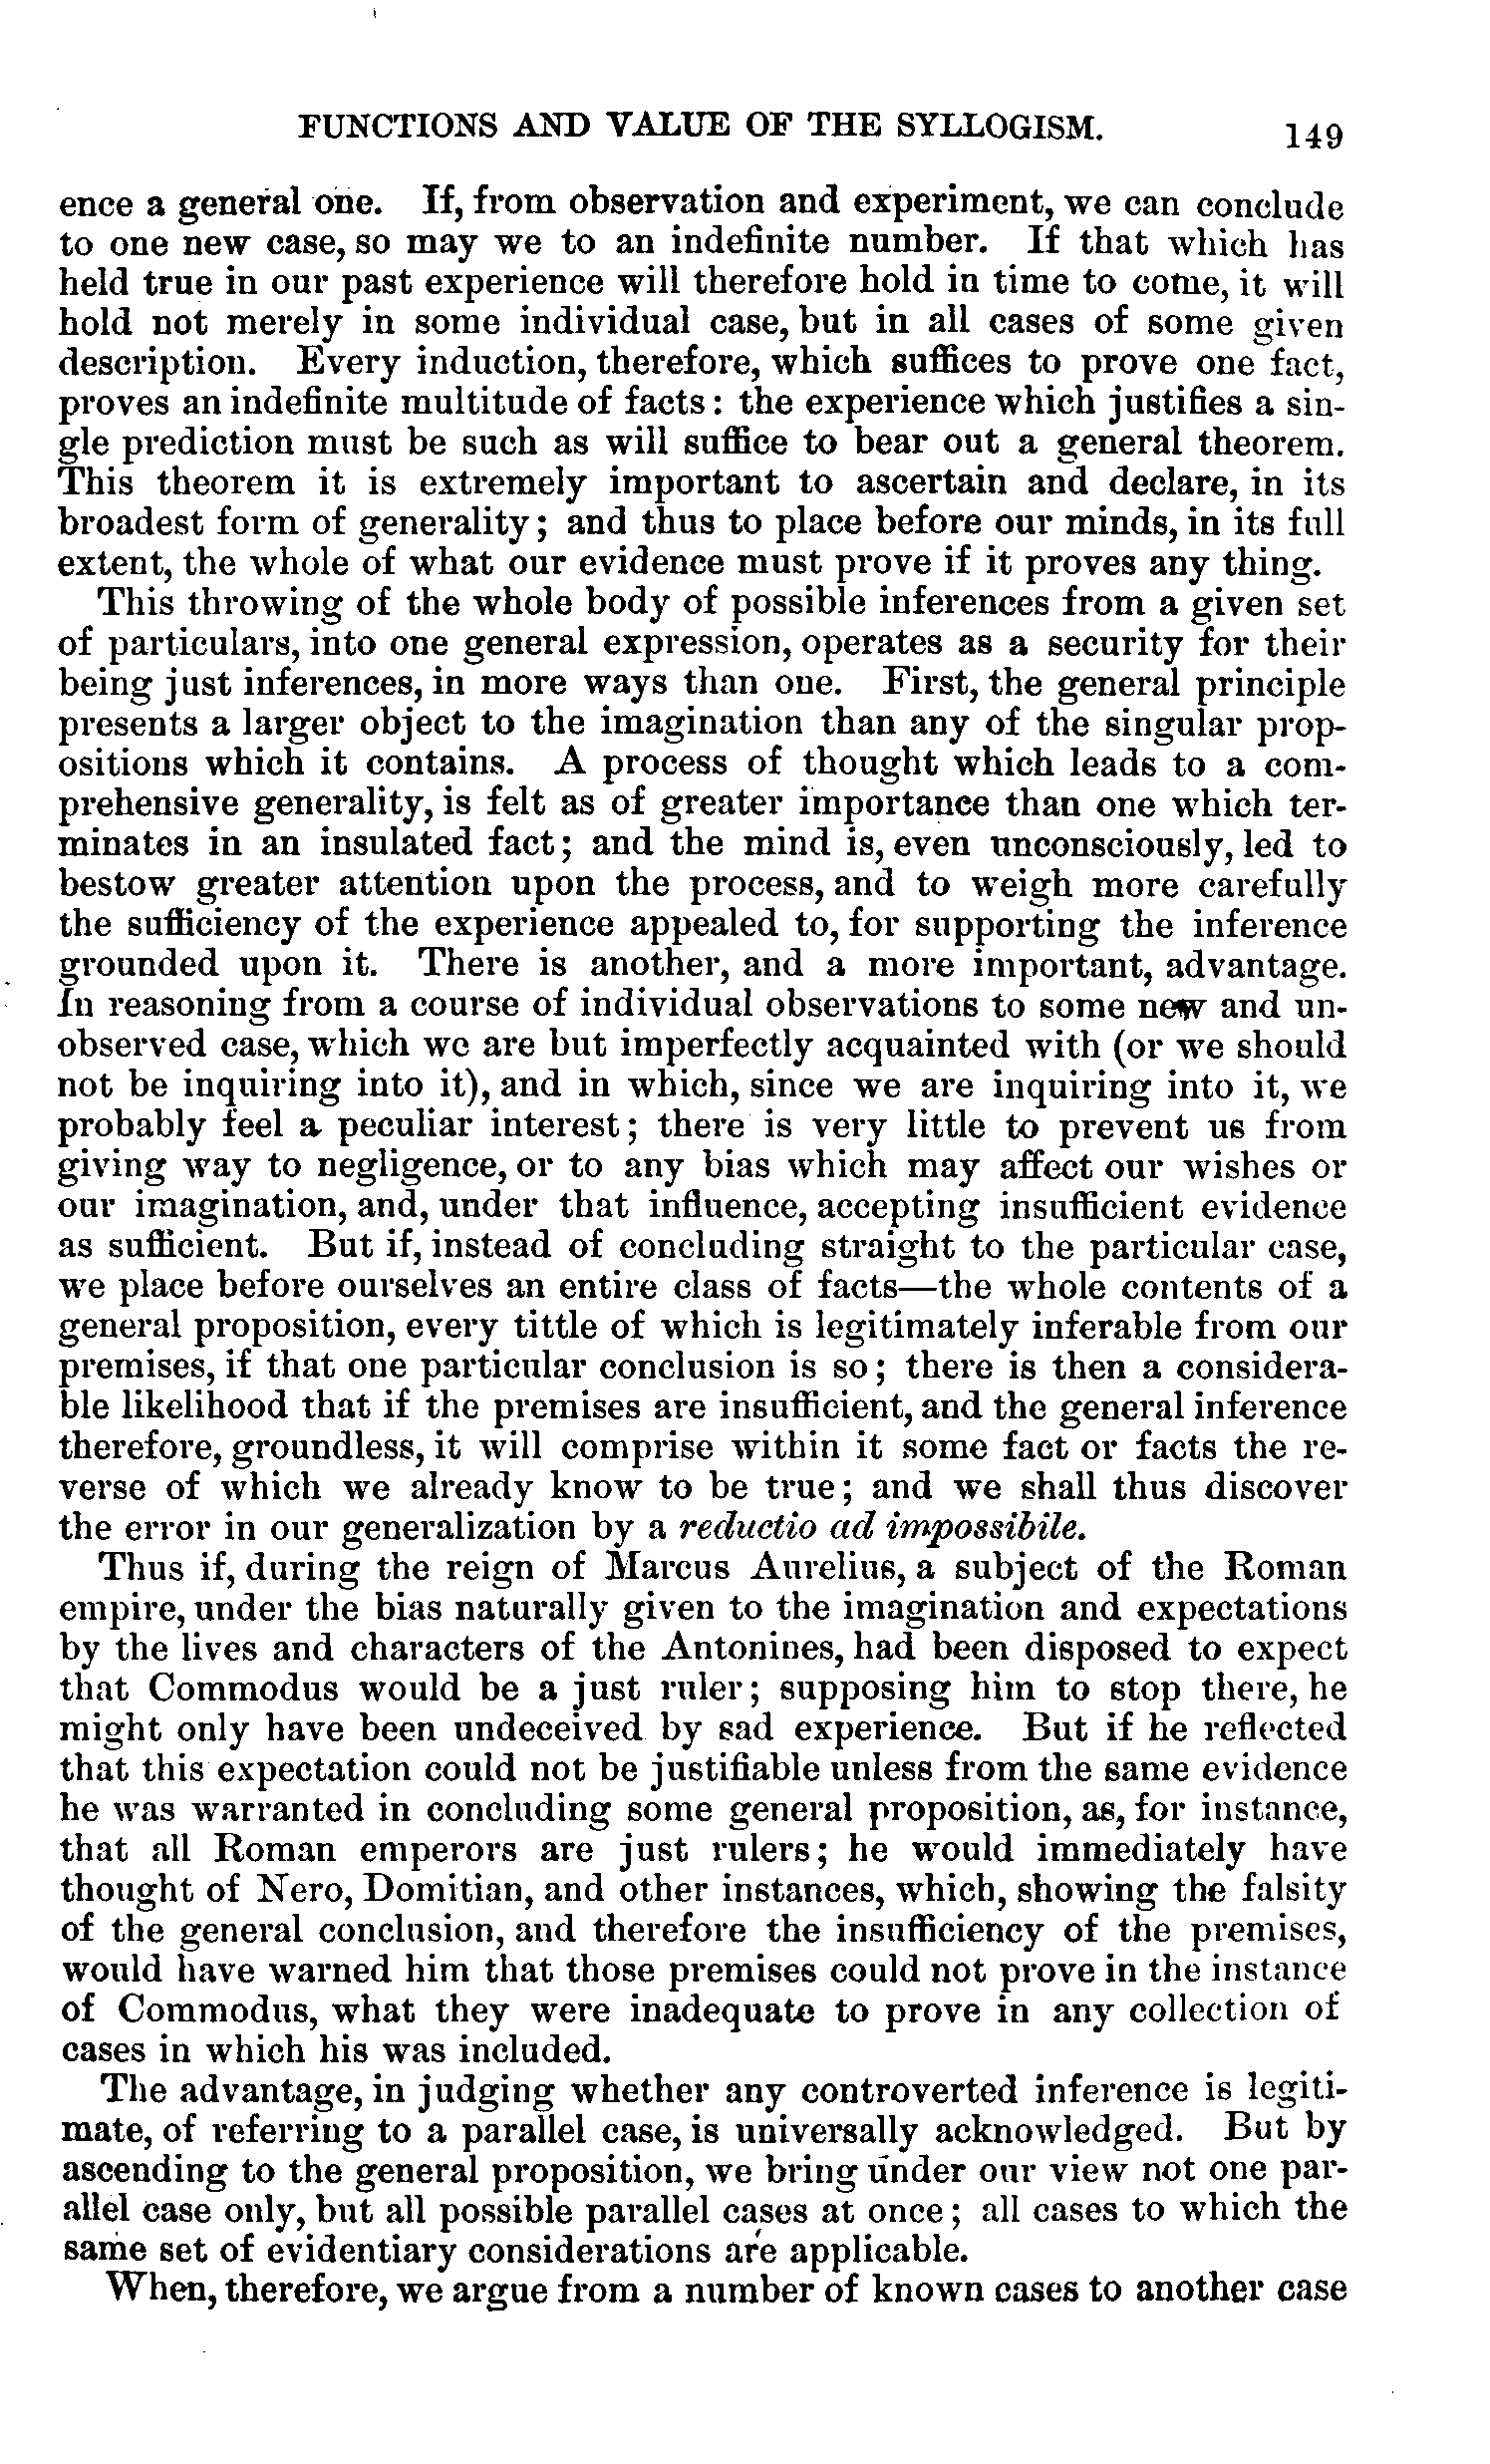 FUNCTIONS AND VALUE OF THE SYLLOGISM. 149
ence a general one. If, from observation and experiment, we can conclude
to one new case, so may we to an indefinite number. If that which has
held true in our past experience will therefore hold in time to come, it will
hold not merely in some individual case, but in all cases of some given
description. Every induction, therefore, which suffices to prove one fact,
proves an indefinite multitude of facts: the experience which justifies a sin-
gle prediction must be such as will suffice to bear out a general theorem.
This theorem it is extremely important to ascertain and declare, in its
broadest form of generality; and thus to place before our minds, in its full
extent, the whole of what our evidence must prove if it proves any thing.
This throwing of the whole body of possible inferences from a given set
of particulars, into one general expression, operates as a security for their
being just inferences, in more ways than one. First, the general principle
presents a larger object to the imagination than any of the singular prop-
ositions which it contains. A process of thought which leads to a com-
prehensive generality, is felt as of greater importance than one which ter-
minates in an insulated fact; and the mind is, even unconsciously, led to
bestow greater attention upon the process, and to weigh more carefully
the sufficiency of the experience appealed to, for supporting the inference
grounded upon it. There is another, and a more important, advantage.
In reasoning from a course of individual observations to some new and un-
observed case, which we are but imperfectly acquainted with (or we should
not be inquiring into it), and in which, since we are inquiring into it, we
probably feel a peculiar interest; there is very little to prevent us from
giving way to negligence, or to any bias which may affect our wishes or
our imagination, and, under that influence, accepting insufficient evidence
as sufficient. But if, instead of concluding straight to the particular case,
we place before ourselves an entire class of facts—the whole contents of a
general proposition, every tittle of which is legitimately inferable from our
premises, if that one particular conclusion is so; there is then a considera-
ble likelihood that if the premises are insufficient, and the general inference
therefore, groundless, it will comprise within it some fact or facts the re-
verse of which we already know to be true; and we shall thus discover
the error in our generalization by a reductio ad impossibile.
Thus if, during the reign of Marcus Aurelius, a subject of the Roman
empire, under the bias naturally given to the imagination and expectations
by the lives and characters of the Antonines, had been disposed to expect
that Commodus would be a just ruler; supposing him to stop there, he
might only have been undeceived by sad experience. But if he reflected
that this expectation could not be justifiable unless from the same evidence
he was warranted in concluding some general proposition, as, for instance,
that all Roman emperors are just rulers; he would immediately have
thought of Nero, Domitian, and other instances, which, showing the falsity
of the general conclusion, and therefore the insufficiency of the premises,
would have warned him that those premises could not prove in the instance
of Commodus, what they were inadequate to prove in any collection of
cases in which his was included.
The advantage, in judging whether any controverted inference is legiti-
mate, of referring to a parallel case, is universally acknowledged. But by
ascending to the general proposition, we bring under our view not one par-
allel case only, but all possible parallel cases at once; all cases to which the
same set of evidentiary considerations are applicable.
When, therefore, we argue from a number of known cases to another case